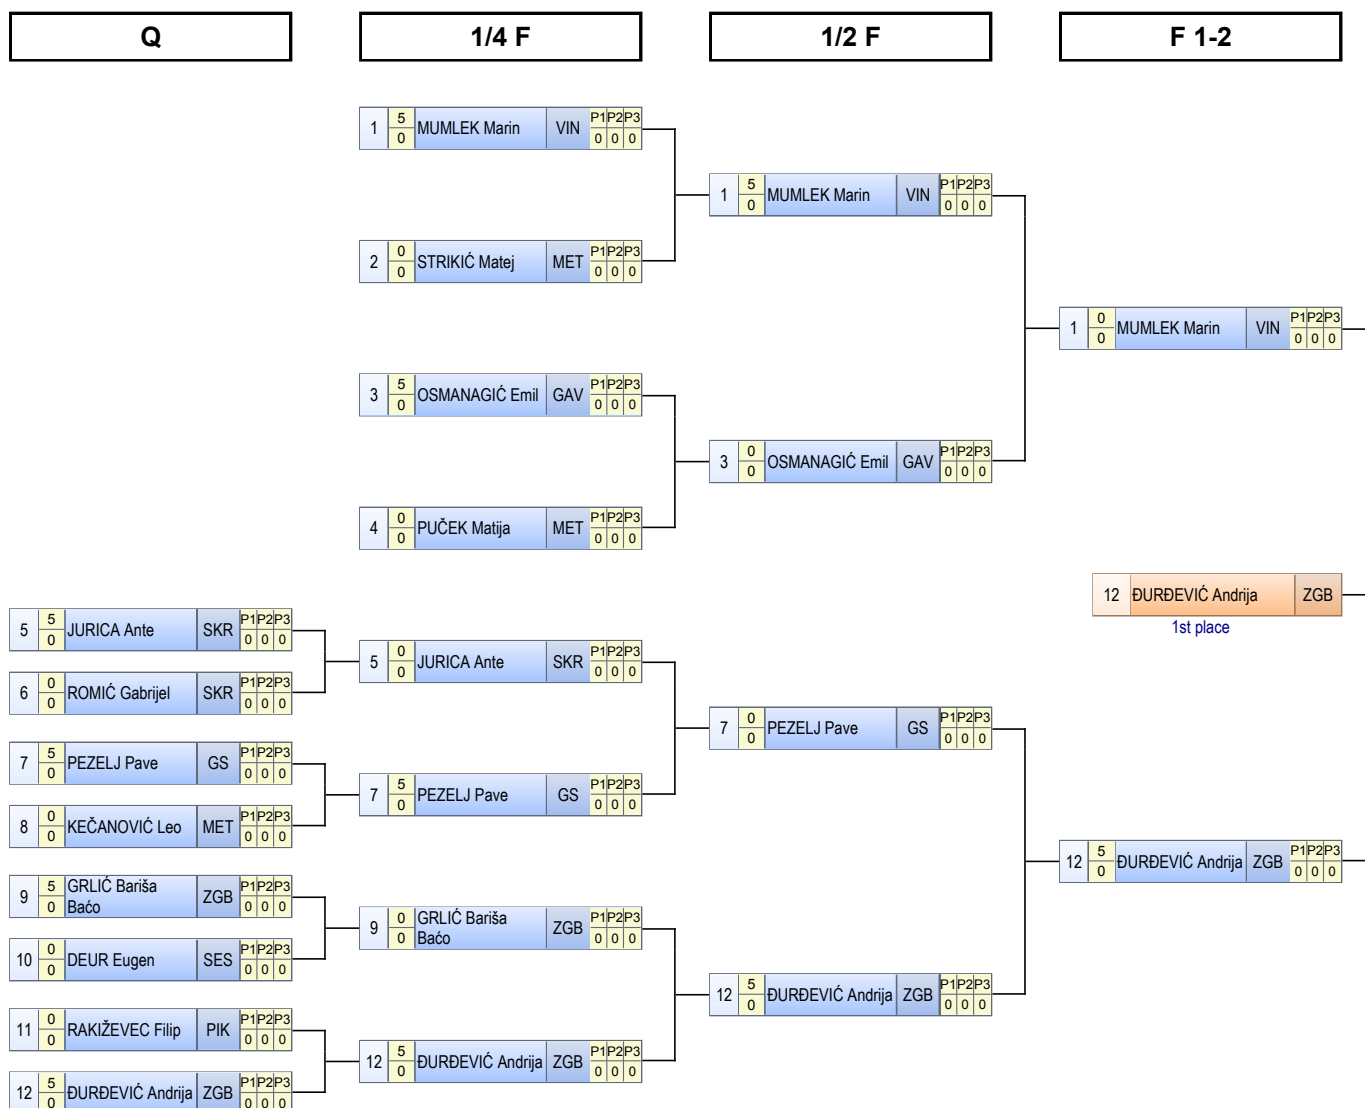 Q
1/4 F
1/2 F
F 1-2
1 5 0 MUMLEK Marin VIN P1 P2 P3 0 0 0
2 0 0 STRIKIĆ Matej MET P1 P2 P3 0 0 0
3 5 0 OSMANAGIĆ Emil GAV P1 P2 P3 0 0 0
4 0 0 PUČEK Matija MET P1 P2 P3 0 0 0
1 5 0 MUMLEK Marin VIN P1 P2 P3 0 0 0
3 0 0 OSMANAGIĆ Emil GAV P1 P2 P3 0 0 0
1 0 0 MUMLEK Marin VIN P1 P2 P3 0 0 0
12 ĐURĐEVIĆ Andrija ZGB
1st place
5 5 0 JURICA Ante SKR P1 P2 P3 0 0 0
6 0 0 ROMIĆ Gabrijel SKR P1 P2 P3 0 0 0
7 5 0 PEZELJ Pave GS P1 P2 P3 0 0 0
8 0 0 KEČANOVIĆ Leo MET P1 P2 P3 0 0 0
9 5 0 GRLIĆ Bariša
Baćo ZGB P1 P2 P3 0 0 0
10 0 0 DEUR Eugen SES P1 P2 P3 0 0 0
11 0 0 RAKIŽEVEC Filip PIK P1 P2 P3 0 0 0
12 5 0 ĐURĐEVIĆ Andrija ZGB P1 P2 P3 0 0 0
5 0 0 JURICA Ante SKR P1 P2 P3 0 0 0
7 5 0 PEZELJ Pave GS P1 P2 P3 0 0 0
9 0 0 GRLIĆ Bariša
Baćo ZGB P1 P2 P3 0 0 0
12 5 0 ĐURĐEVIĆ Andrija ZGB P1 P2 P3 0 0 0
7 0 0 PEZELJ Pave GS P1 P2 P3 0 0 0
12 5 0 ĐURĐEVIĆ Andrija ZGB P1 P2 P3 0 0 0
12 5 0 ĐURĐEVIĆ Andrija ZGB P1 P2 P3 0 0 0